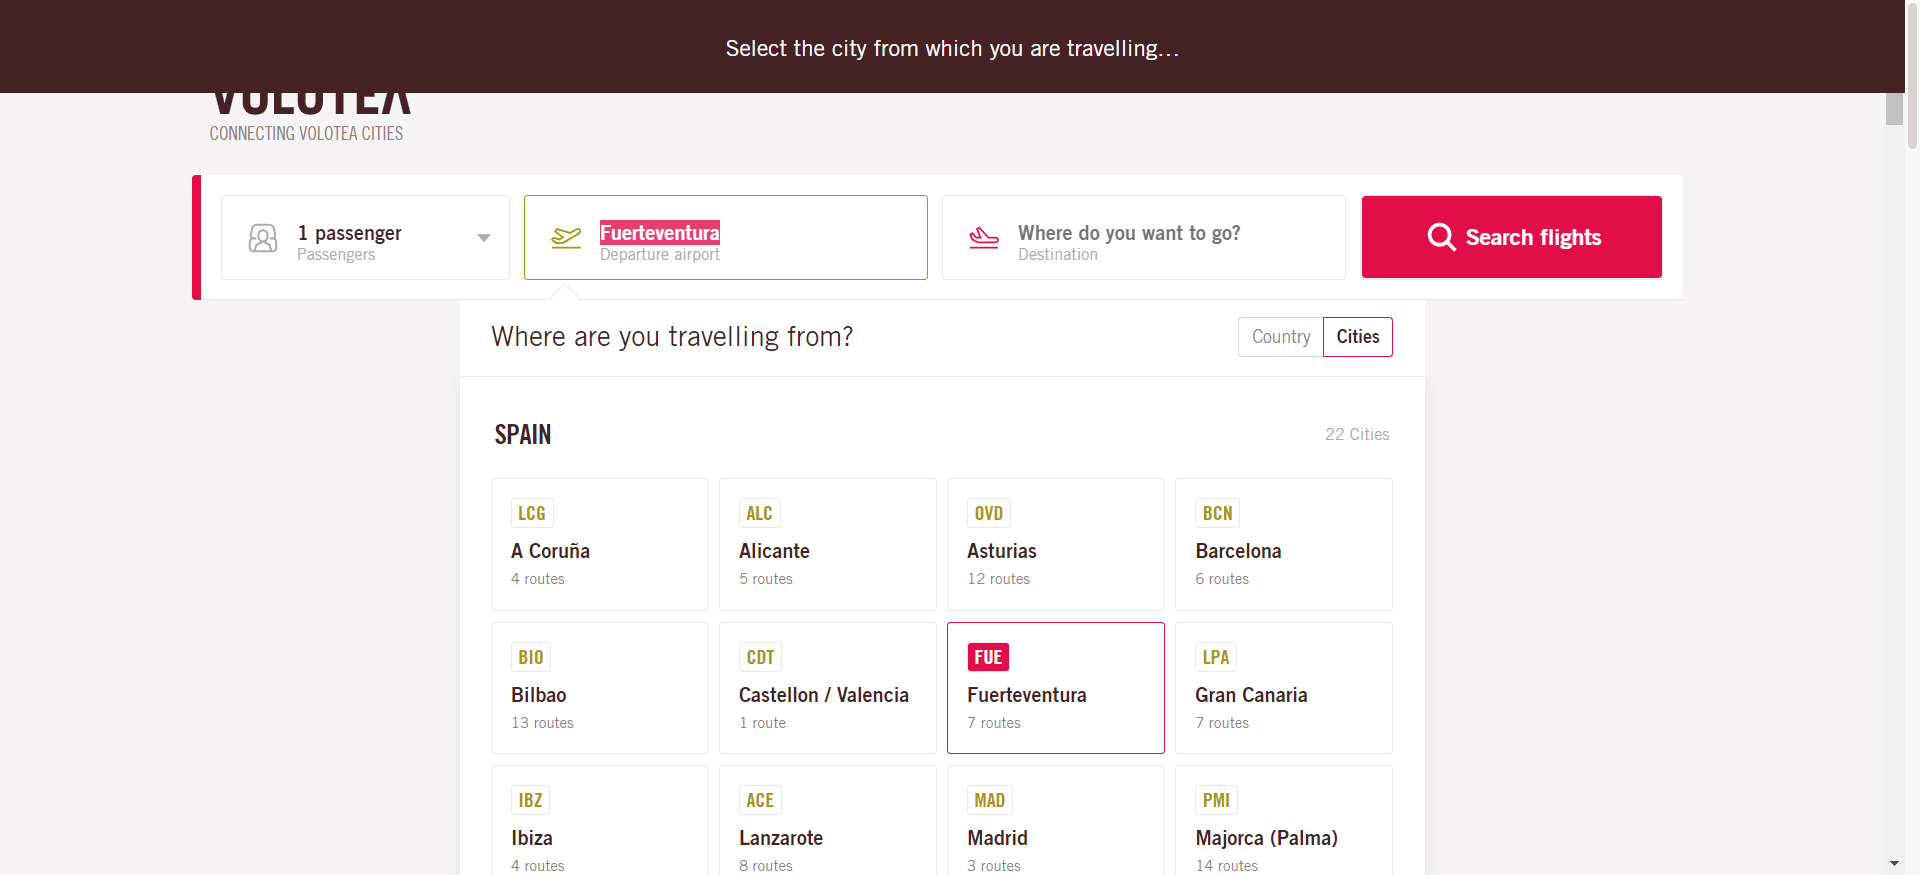 Select the city from which you are travelling...
VOLOTEA
CONNECTING VOLOTEA CITIES
1 passenger
Passengers
Fuerteventura
Departure airport
Where do you want to go?
Destination
Search flights
Where are you travelling from?
Country
Cities
SPAIN
22 Cities
LCG
A Coruña
4 routes
ALC
Alicante
5 routes
OVD
Asturias
12 routes
BCN
Barcelona
6 routes
BIO
Bilbao
13 routes
CDT
Castellon / Valencia
1 route
FUE
Fuerteventura
7 routes
LPA
Gran Canaria
7 routes
IBZ
Ibiza
4 routes
ACE
Lanzarote
8 routes
MAD
Madrid
3 routes
PMI
Majorca (Palma)
14 routes